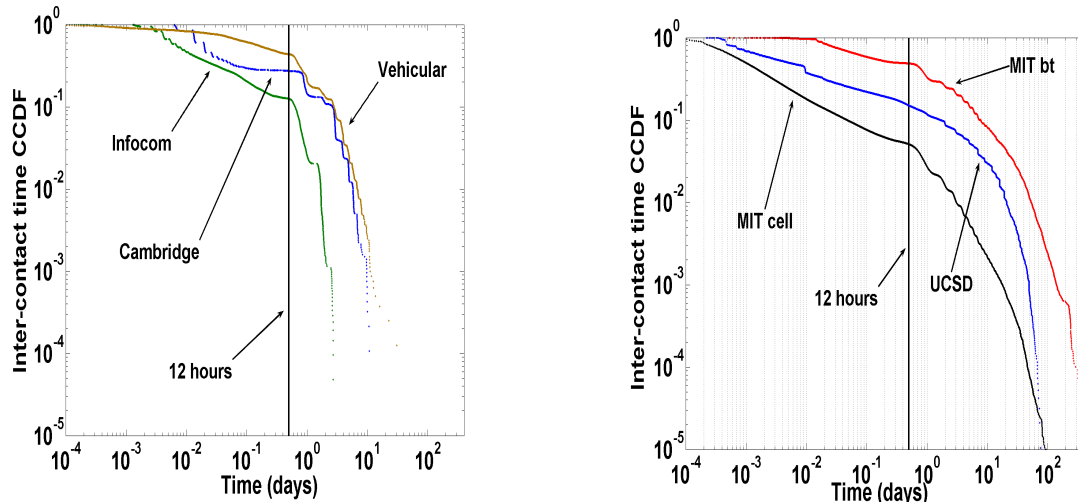 Inter-contact time CCDF
10^0
10^-1
10^-2
10^-3
10^-4
10^-5
Vehicular
Infocom
Cambridge
12 hours
10^-4
10^-3
10^-2
10^-1
10^0
10^1
10^2
Time (days)
Inter-contact time CCDF
10^0
10^-1
10^-2
10^-3
10^-4
10^-5
MIT bt
MIT cell
UCSD
12 hours
10^-4
10^-3
10^-2
10^-1
10^0
10^1
10^2
Time (days)